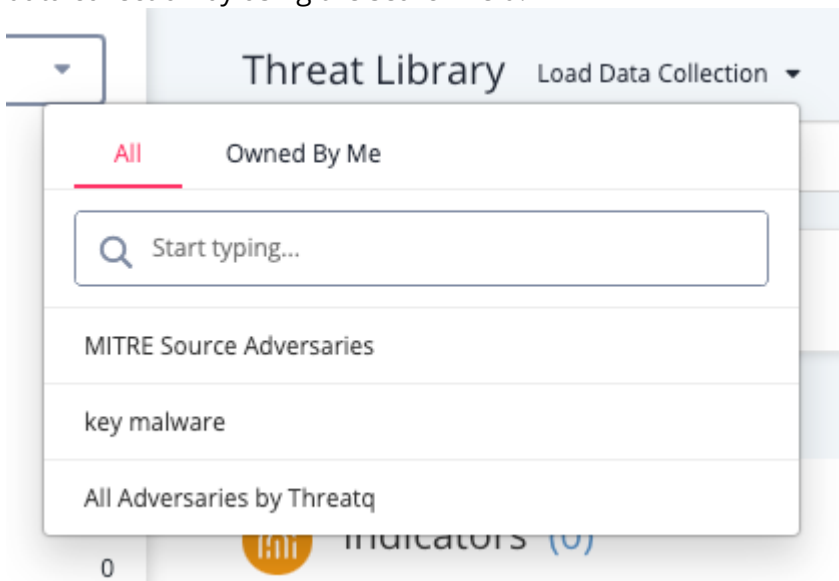 Threat Library Load Data Collection
All Owned By Me
Start typing...
MITRE Source Adversaries
key malware
All Adversaries by Threatq
Indicators (0)
0